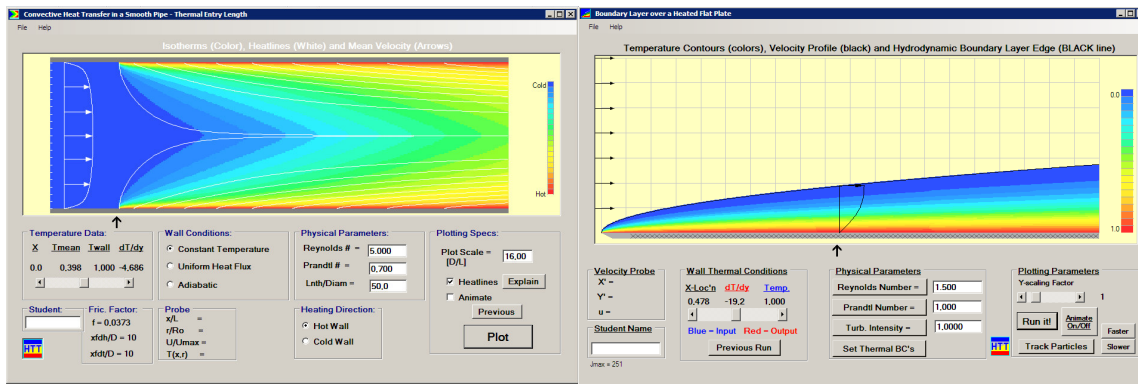 Convective Heat Transfer in a Smooth Pipe - Thermal Entry Length
File Help
Isotherms (Color), Heatlines (White) and Mean Velocity (Arrows)
Cold
Hot
Temperature Data:
X Tmean Twall dT/dy
0.0 0,398 1,000 -4,686
Wall Conditions:
Constant Temperature
Uniform Heat Flux
Adiabatic
Physical Parameters:
Reynolds # = 5.000
Prandtl # = 0,700
Lnth/Diam = 50,0
Plotting Specs:
Plot Scale = 16,00
[D/L]
Heatlines Explain
Animate
Previous
Plot
Student:
Fric. Factor:
f = 0.0373
xfdh/D = 10
xfdt/D = 10
Probe
x/L =
r/Ro =
U/Umax =
T(x,r) =
Heating Direction:
Hot Wall
Cold Wall
HTT
Boundary Layer over a Heated Flat Plate
File Help
Temperature Contours (colors), Velocity Profile (black) and Hydrodynamic Boundary Layer Edge (BLACK line)
0.0
1.0
Velocity Probe
X' =
Y' =
u =
Student Name
Jmax = 251
Wall Thermal Conditions
X-Loc'n dT/dy Temp.
0,478 -19.2 1,000
Blue = Input Red = Output
Previous Run
Physical Parameters
Reynolds Number = 1.500
Prandtl Number = 1,000
Turb. Intensity = 1,0000
Set Thermal BC's
HTT
Plotting Parameters
Y-scaling Factor
1
Run it! Animate On/Off
Faster
Track Particles Slower